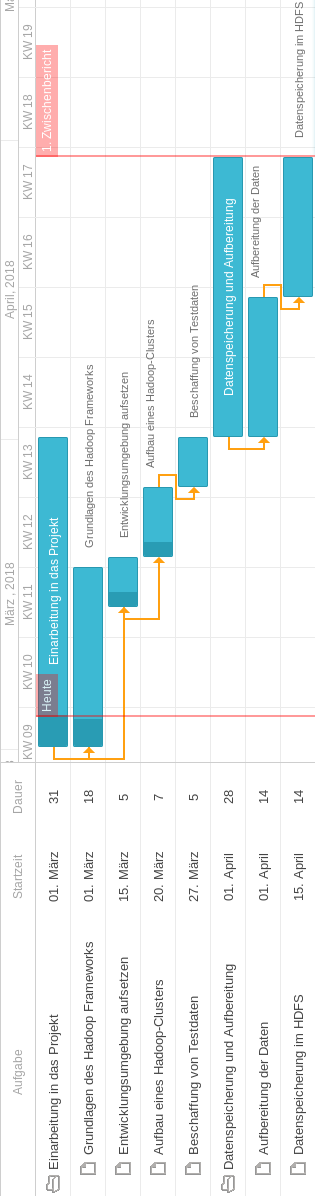 Aufgabe Startzeit Dauer
März, 2018 April, 2018
KW 09 KW 10 KW 11 KW 12 KW 13 KW 14 KW 15 KW 16 KW 17 KW 18 KW 19
Heute
1. Zwischenbericht
Einarbeitung in das Projekt 01. März 31 Einarbeitung in das Projekt
Grundlagen des Hadoop Frameworks 01. März 18 Grundlagen des Hadoop Frameworks
Entwicklungsumgebung aufsetzen 15. März 5 Entwicklungsumgebung aufsetzen
Aufbau eines Hadoop-Clusters 20. März 7 Aufbau eines Hadoop-Clusters
Beschaffung von Testdaten 27. März 5 Beschaffung von Testdaten
Datenspeicherung und Aufbereitung 01. April 28 Datenspeicherung und Aufbereitung
Aufbereitung der Daten 01. April 14 Aufbereitung der Daten
Datenspeicherung im HDFS 15. April 14 Datenspeicherung im HDFS